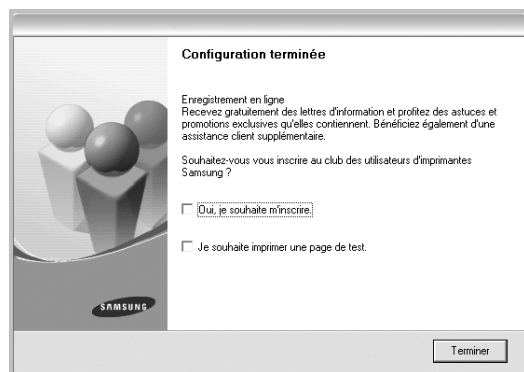 Configuration terminée
Enregistrement en ligne
Recevez gratuitement des lettres d'information et profitez des astuces et
promotions exclusives qu'elles contiennent. Bénéficiez également d'une
assistance client supplémentaire.
Souhaitez-vous vous inscrire au club des utilisateurs d'imprimantes
Samsung ?
Oui, je souhaite m'inscrire.
Je souhaite imprimer une page de test.
SAMSUNG
Terminer